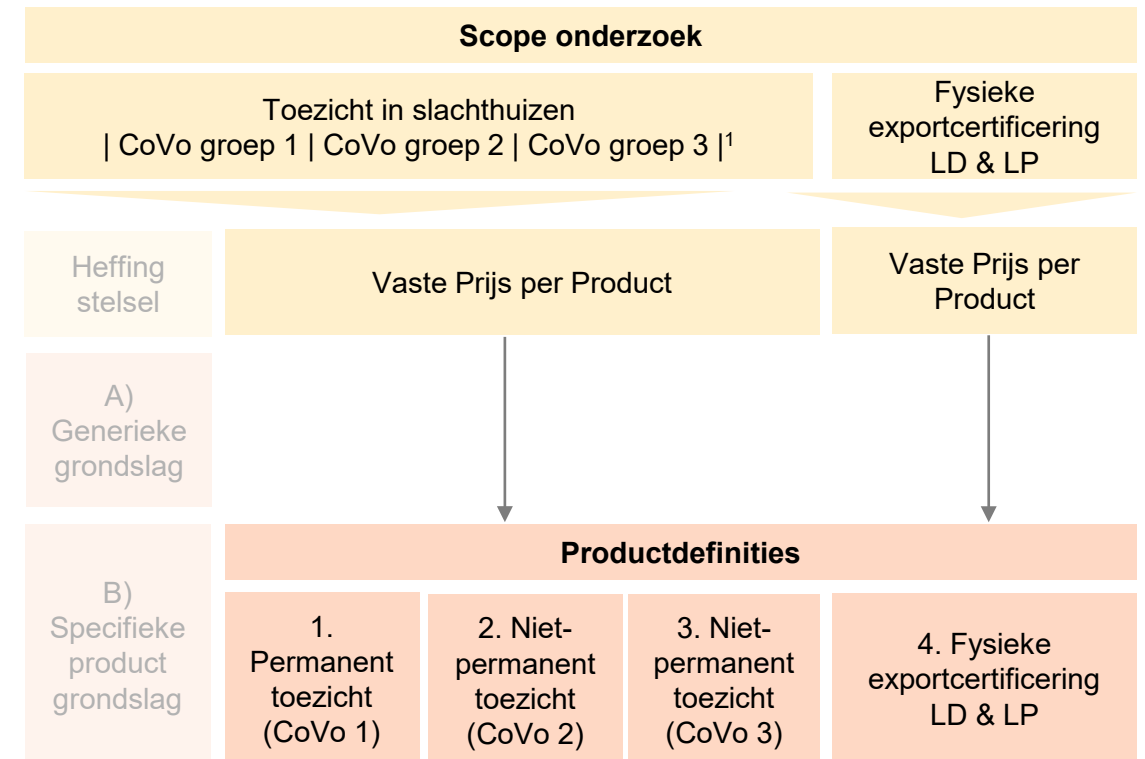 Scope onderzoek
Toezicht in slachthuizen
| CoVo groep 1 | CoVo groep 2 | CoVo groep 3 |1
Fysieke
exportcertificering
LD & LP
Heffing
stelsel
Vaste Prijs per Product
Vaste Prijs per
Product
A)
Generieke
grondslag
B)
Specifieke
product
grondslag
Productdefinities
1.
Permanent
toezicht
(CoVo 1)
2. Niet-
permanent
toezicht
(CoVo 2)
3. Niet-
permanent
toezicht
(CoVo 3)
4. Fysieke
exportcertificering
LD & LP